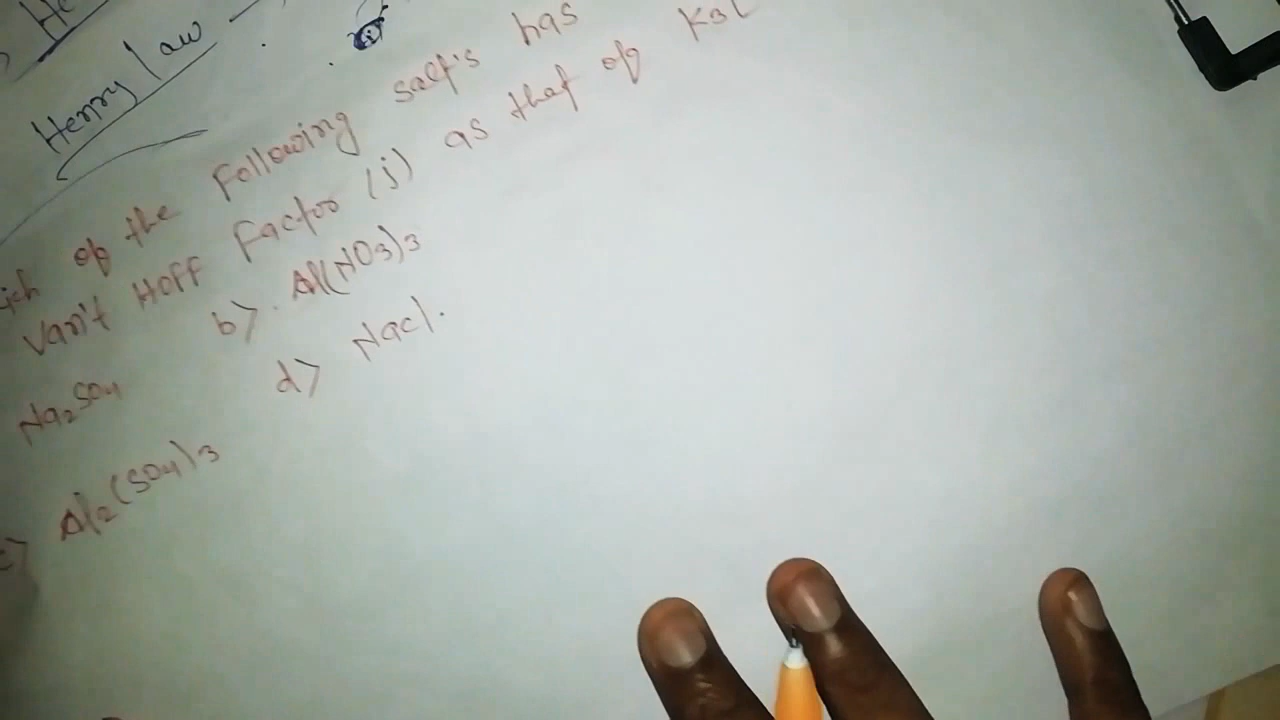 He
Henry law
of the following salt's has
Van't Hoff Factor (i) as that of
Na2SO4 b> Al(NO3)3
c> Al2(SO4)3 d> Nacl.